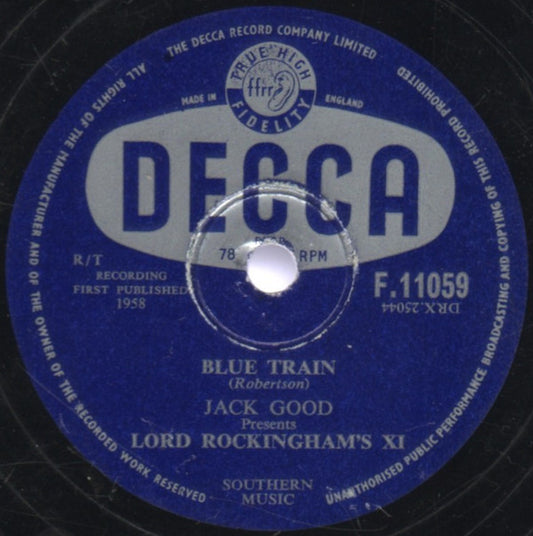 THE DECCA RECORD COMPANY LIMITED
ALL RIGHTS OF THE MANUFACTURER AND OF THE OWNER OF THE RECORDED WORK RESERVED
UNAUTHORISED PUBLIC PERFORMANCE BROADCASTING AND COPYING OF THIS RECORD PROHIBITED
TRUE HIGH
ffrr
FIDELITY
MADE IN ENGLAND
DECCA
78 RPM
R/T
RECORDING
FIRST PUBLISHED
1958
F.11059
DRX.25044
BLUE TRAIN
(Robertson)
JACK GOOD
Presents
LORD ROCKINGHAM'S XI
SOUTHERN
MUSIC